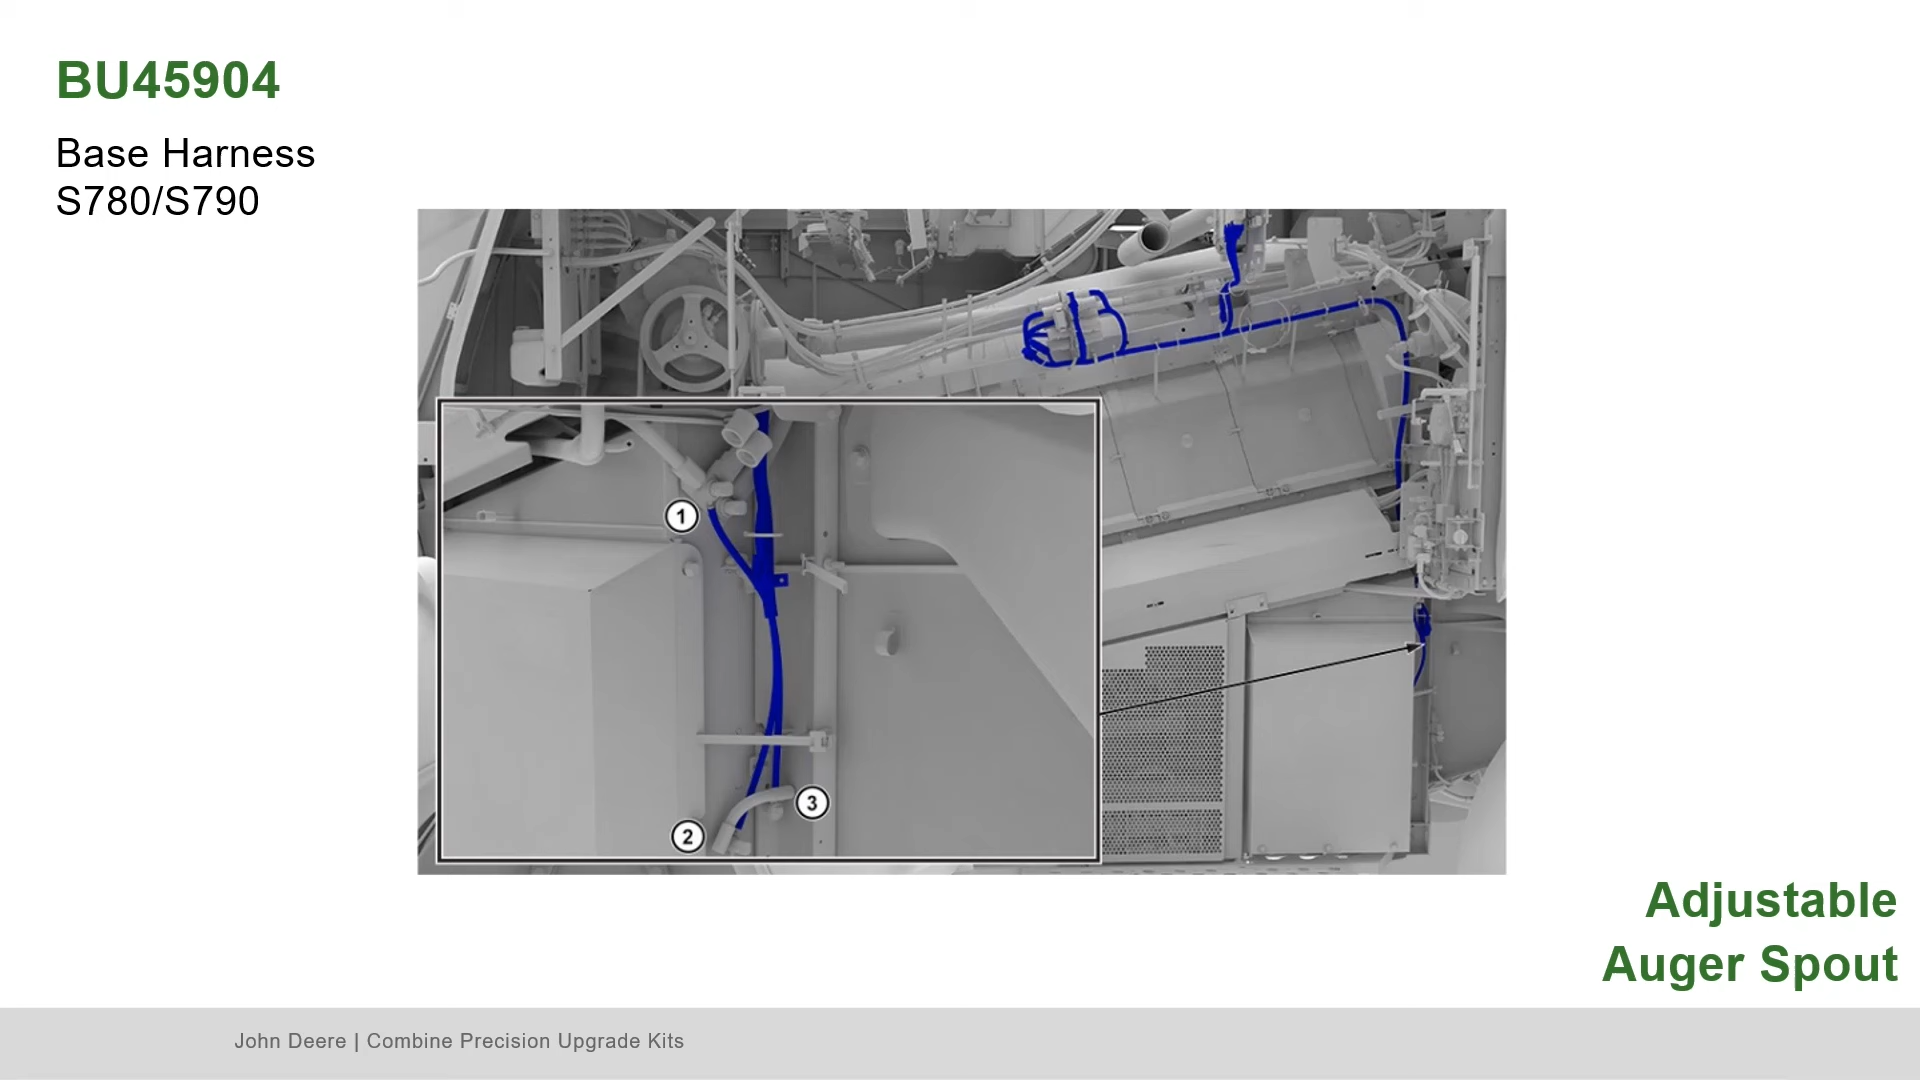 BU45904
Base Harness
S780/S790
1
2
3
Adjustable
Auger Spout
John Deere | Combine Precision Upgrade Kits